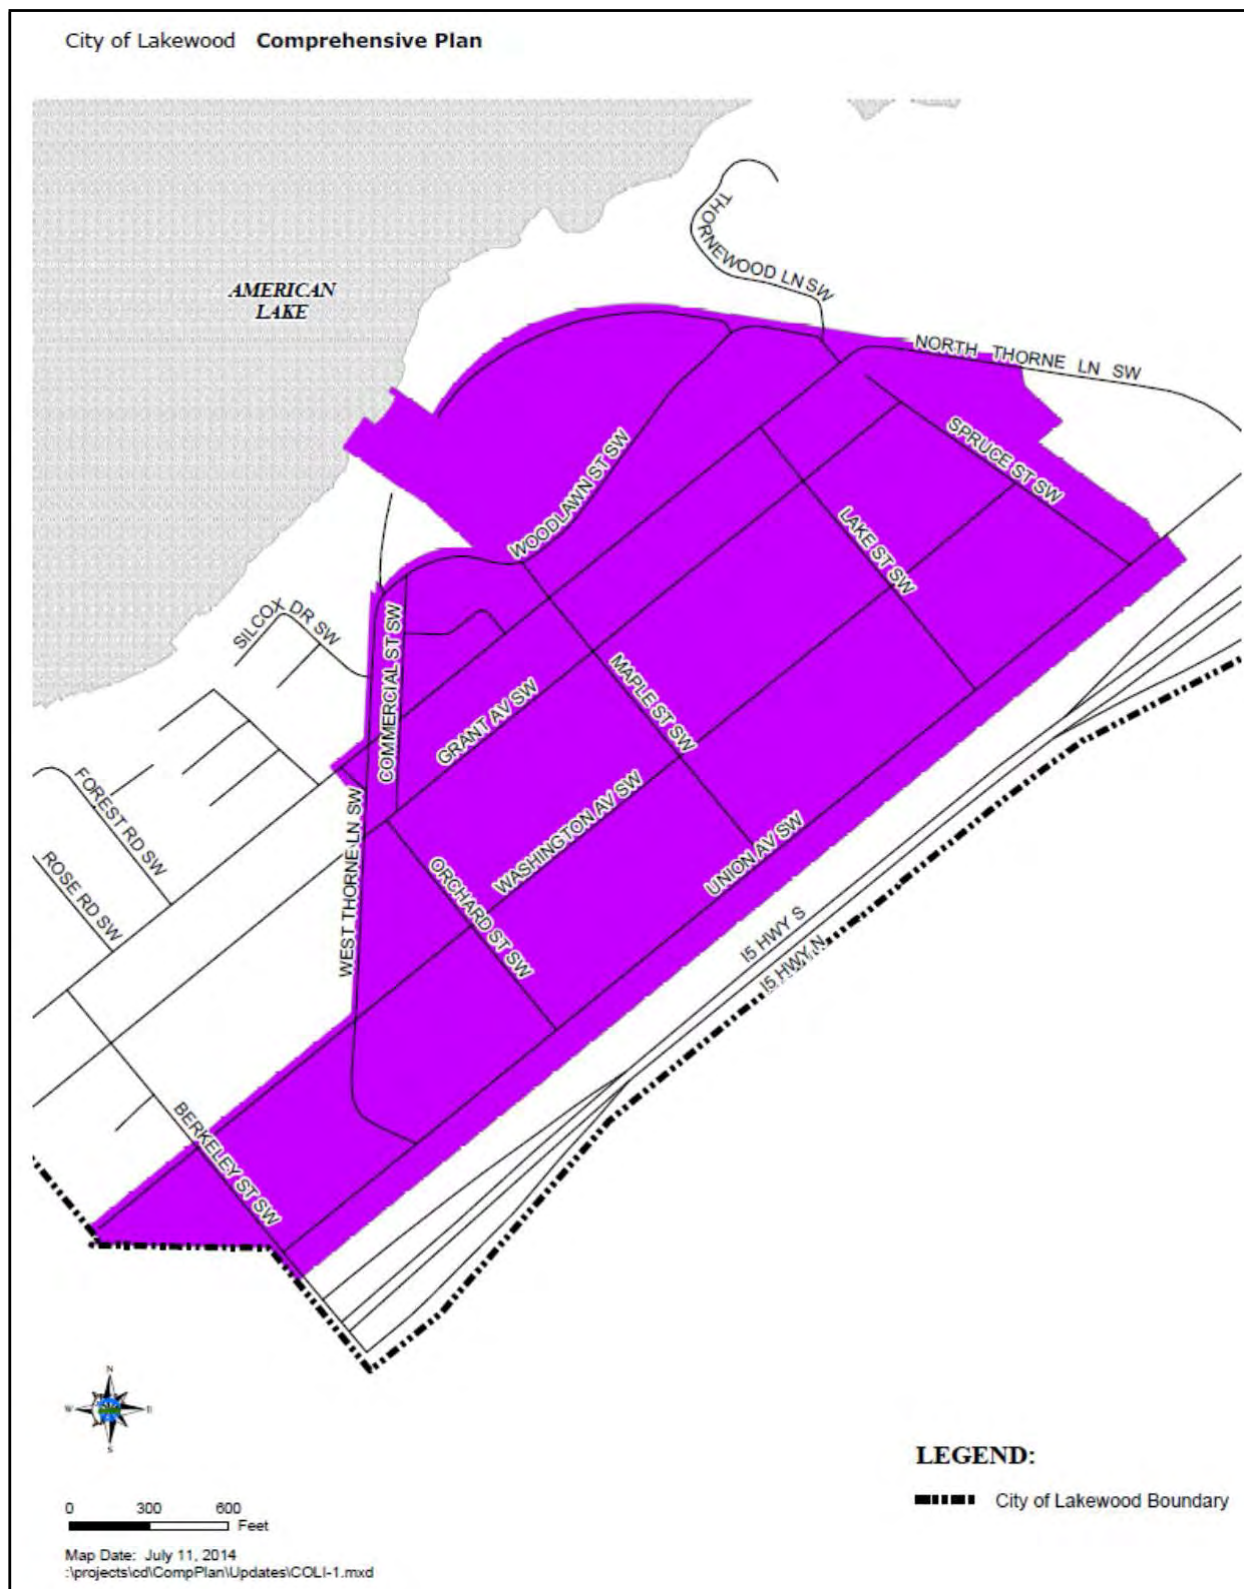 City of Lakewood Comprehensive Plan
THORNEWOOD LN SW
AMERICAN
LAKE
NORTH THORNE LN SW
WOODLAWN ST SW
SPRUCE ST SW
LAKE ST SW
SILCOX DR SW
COMMERCIAL ST SW
MAPLE ST SW
GRANT AV SW
FOREST RD SW
WASHINGTON AV SW
UNION AV SW
ROSE RD SW
WEST THORNE LN SW
ORCHARD ST SW
I5 HWY S
I5 HWY N
BERKELEY ST SW
N
W
E
S
LEGEND:
City of Lakewood Boundary
0 300 600
Feet
Map Date: July 11, 2014
:\projects\cd\CompPlan\Updates\COLI-1.mxd